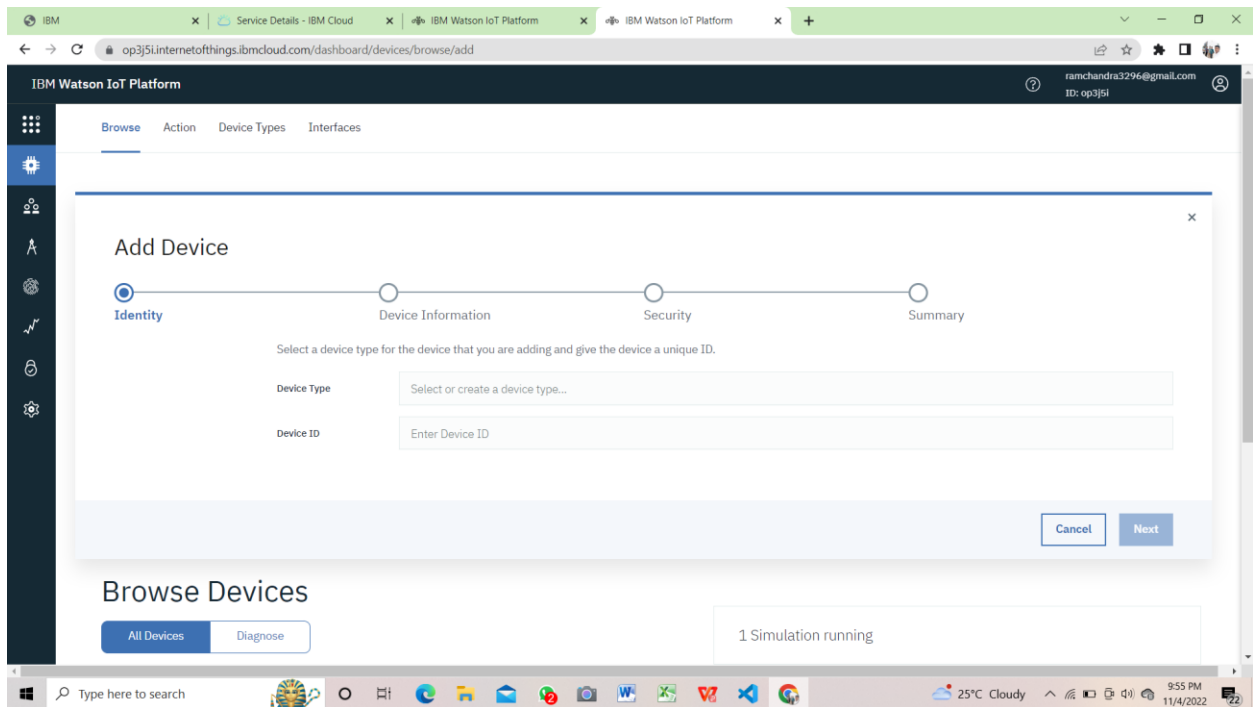 IBM
Service Details - IBM Cloud
IBM Watson IoT Platform
IBM Watson IoT Platform
op3j5i.internetofthings.ibmcloud.com/dashboard/devices/browse/add
IBM Watson IoT Platform
ramchandra3296@gmail.com
ID: op3j5i
Browse Action Device Types Interfaces
Add Device
Identity Device Information Security Summary
Select a device type for the device that you are adding and give the device a unique ID.
Device Type Select or create a device type...
Device ID Enter Device ID
Cancel Next
Browse Devices
All Devices Diagnose
1 Simulation running
Type here to search
2
25°C Cloudy
9:55 PM
11/4/2022
22